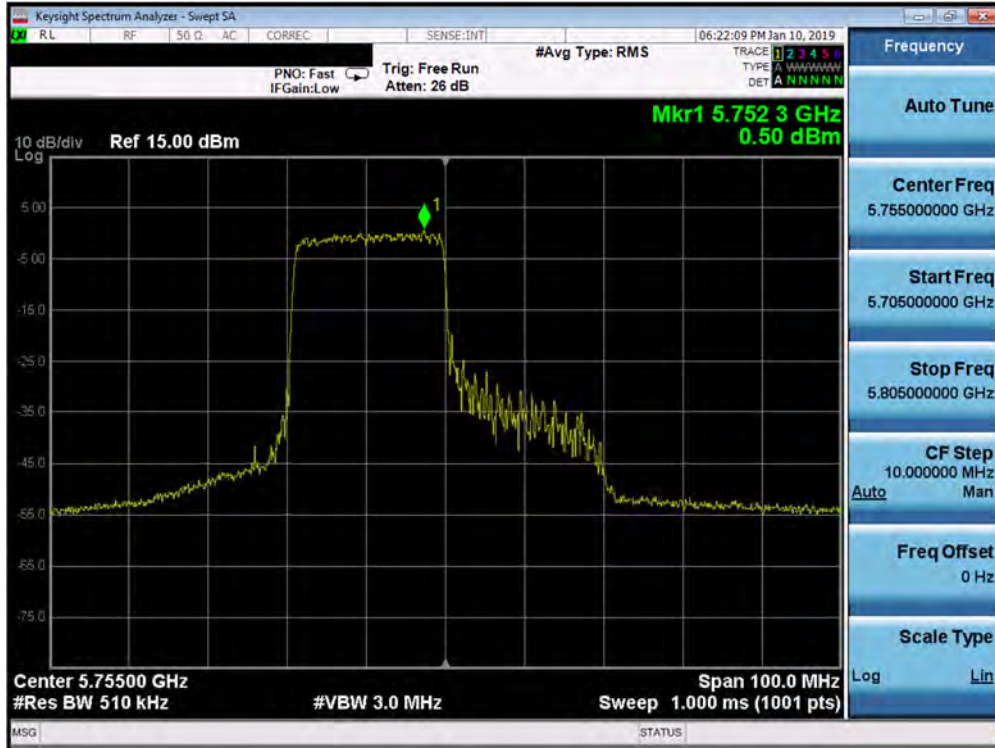 Keysight Spectrum Analyzer - Swept SA
LXI RL RF 50 Ω AC CORREC SENSE:INT 06:22:09 PM Jan 10, 2019
#Avg Type: RMS
TRACE 1 2 3 4 5 6
TYPE A WWWWW
DET A N N N N N
PNO: Fast
IFGain:Low
Trig: Free Run
Atten: 26 dB
Mkr1 5.752 3 GHz
0.50 dBm
10 dB/div
Log
Ref 15.00 dBm
1
5.00
-5.00
-15.0
-25.0
-35.0
-45.0
-55.0
-65.0
-75.0
Center 5.75500 GHz
Span 100.0 MHz
#Res BW 510 kHz
#VBW 3.0 MHz
Sweep 1.000 ms (1001 pts)
MSG
STATUS
Frequency
Auto Tune
Center Freq
5.755000000 GHz
Start Freq
5.705000000 GHz
Stop Freq
5.805000000 GHz
CF Step
10.000000 MHz
Auto Man
Freq Offset
0 Hz
Scale Type
Log Lin